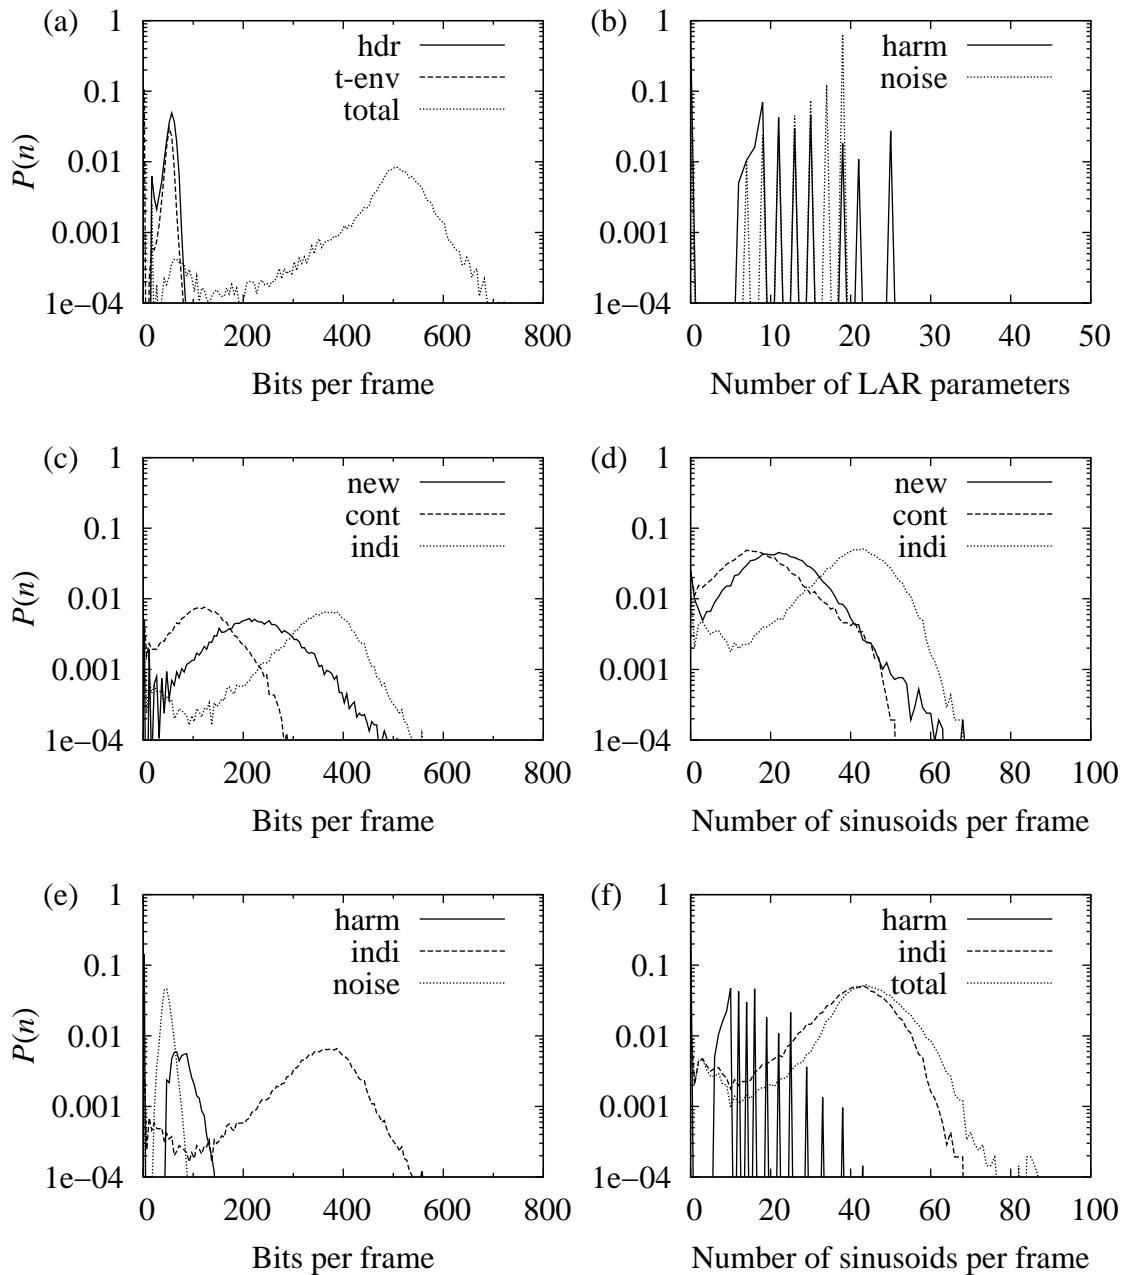 (a)
1
0.1
0.01
0.001
1e−04
P(n)
hdr
t-env
total
0 200 400 600 800
Bits per frame
(b)
1
0.1
0.01
0.001
1e−04
harm
noise
0 10 20 30 40 50
Number of LAR parameters
(c)
1
0.1
0.01
0.001
1e−04
P(n)
new
cont
indi
0 200 400 600 800
Bits per frame
(d)
1
0.1
0.01
0.001
1e−04
new
cont
indi
0 20 40 60 80 100
Number of sinusoids per frame
(e)
1
0.1
0.01
0.001
1e−04
P(n)
harm
indi
noise
0 200 400 600 800
Bits per frame
(f)
1
0.1
0.01
0.001
1e−04
harm
indi
total
0 20 40 60 80 100
Number of sinusoids per frame